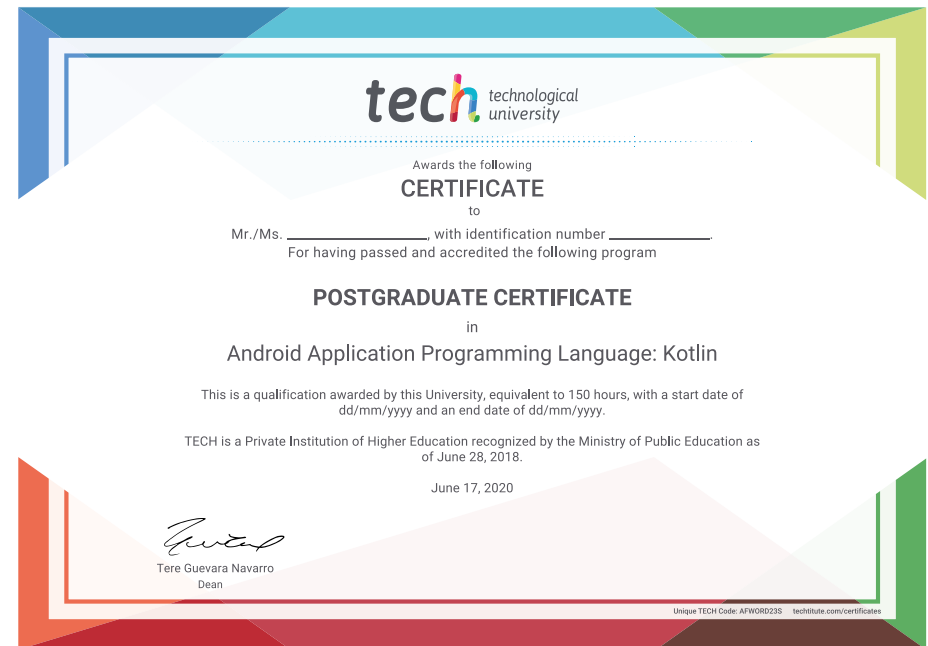 tech technological
university
Awards the following
CERTIFICATE
to
Mr./Ms. ____________________, with identification number ______________.
For having passed and accredited the following program
POSTGRADUATE CERTIFICATE
in
Android Application Programming Language: Kotlin
This is a qualification awarded by this University, equivalent to 150 hours, with a start date of
dd/mm/yyyy and an end date of dd/mm/yyyy.
TECH is a Private Institution of Higher Education recognized by the Ministry of Public Education as
of June 28, 2018.
June 17, 2020
Tere Guevara Navarro
Dean
Unique TECH Code: AFWORD23S techtitute.com/certificates